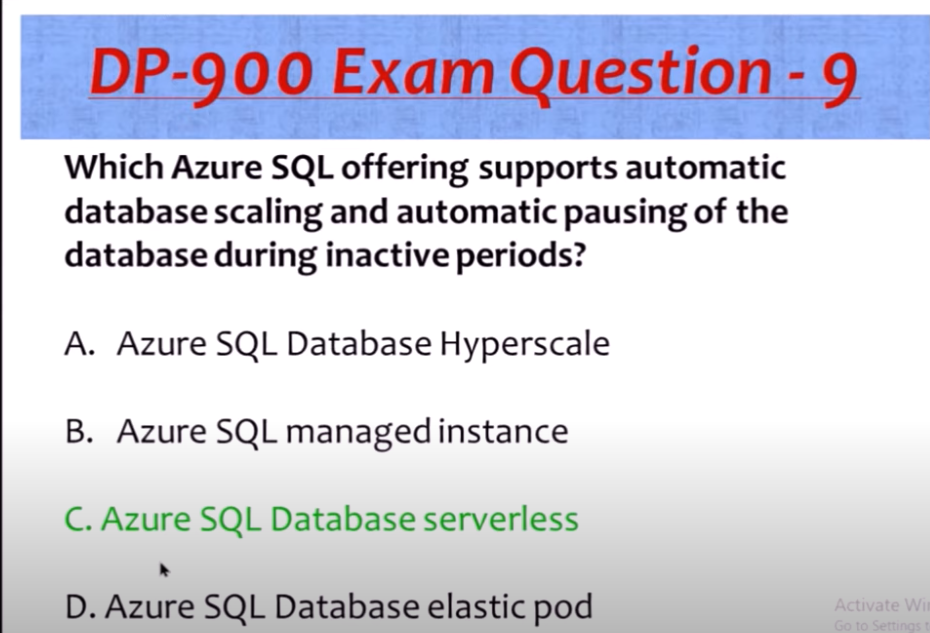 DP-900 Exam Question - 9
Which Azure SQL offering supports automatic
database scaling and automatic pausing of the
database during inactive periods?
A. Azure SQL Database Hyperscale
B. Azure SQL managed instance
C. Azure SQL Database serverless
D. Azure SQL Database elastic pod
Activate Wi
Go to Settings t